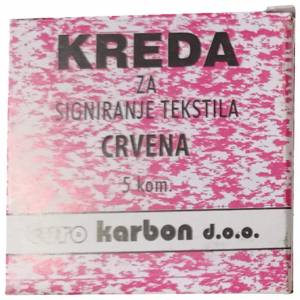 KREDA
ZA
SIGNIRANJE TEKSTILA
CRVENA
5 kom.
karbon d.o.o.